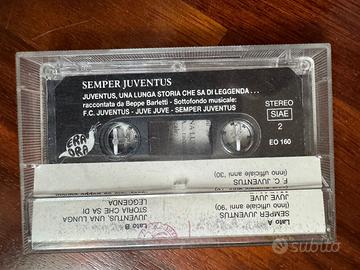 SEMPER JUVENTUS
JUVENTUS, UNA LUNGA STORIA CHE SA DI LEGGENDA . . .
raccontata da Beppe Barletti - Sottofondo musicale:
F.C. JUVENTUS - JUVE JUVE - SEMPER JUVENTUS
STEREO
SIAE
2
EO 160
ERA
ORA
Lato A
SEMPER JUVENTUS
(inno ufficiale anni '90)
JUVE JUVE
F. C. JUVENTUS
(inno ufficiale anni '30)
Lato B
JUVENTUS, UNA LUNGA
STORIA CHE SA DI
LEGGENDA
subito